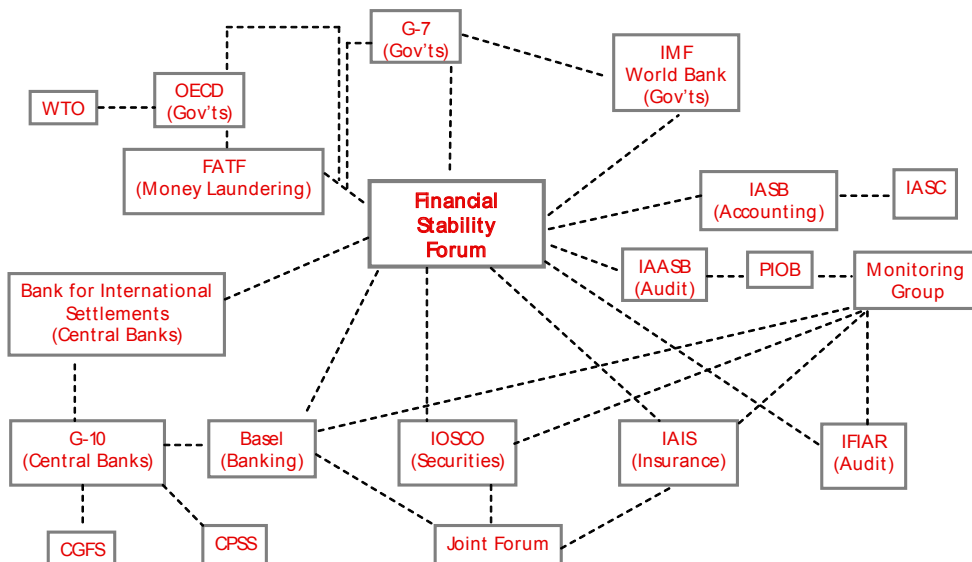 G-7
(Gov'ts)
IMF
World Bank
(Gov'ts)
OECD
(Gov'ts)
WTO
FATF
(Money Laundering)
Financial
Stability
Forum
IASB
(Accounting)
IASC
IAASB
(Audit)
PIOB
Monitoring
Group
Bank for International
Settlements
(Central Banks)
G-10
(Central Banks)
Basel
(Banking)
IOSCO
(Securities)
IAIS
(Insurance)
IFIAR
(Audit)
CGFS
CPSS
Joint Forum